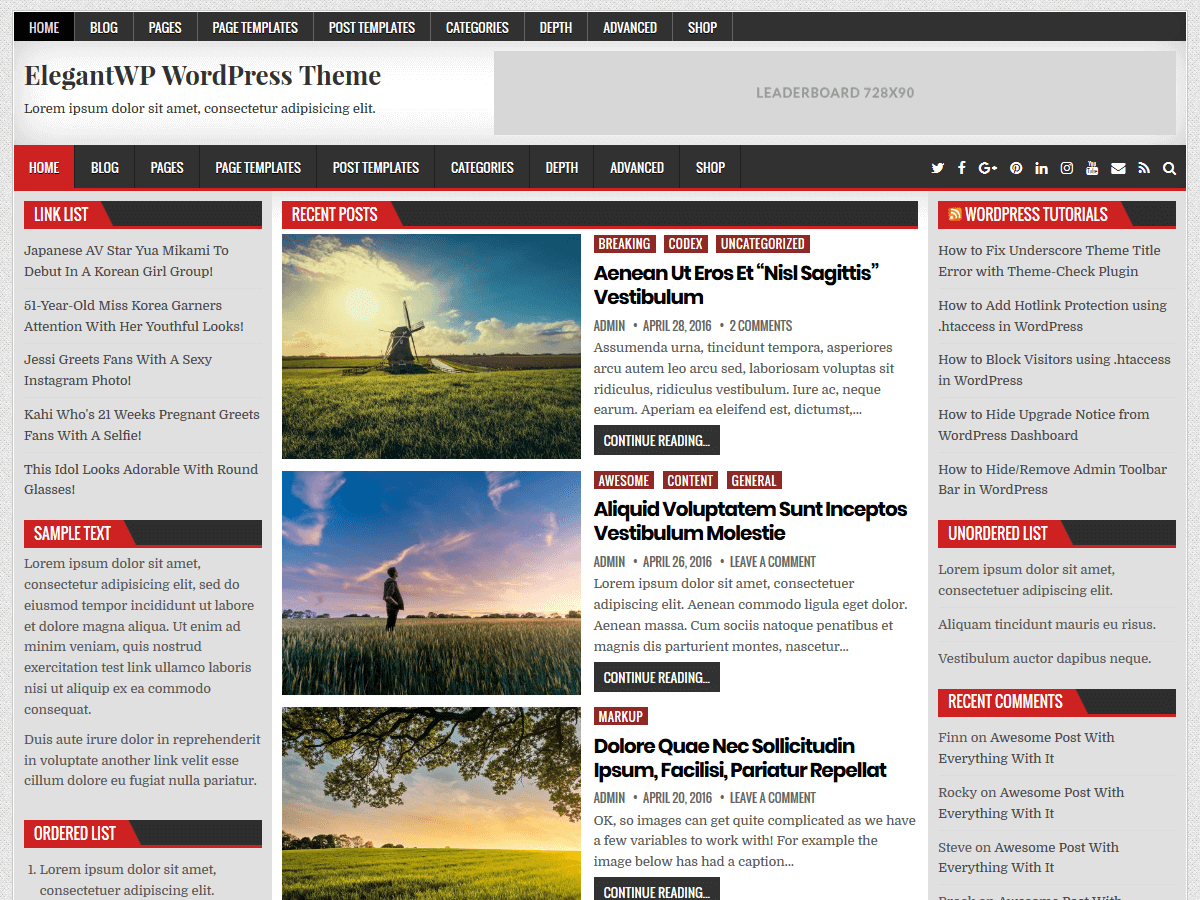 HOME BLOG PAGES PAGE TEMPLATES POST TEMPLATES CATEGORIES DEPTH ADVANCED SHOP
ElegantWP WordPress Theme
Lorem ipsum dolor sit amet, consectetur adipisicing elit.
LEADERBOARD 728X90
HOME BLOG PAGES PAGE TEMPLATES POST TEMPLATES CATEGORIES DEPTH ADVANCED SHOP
LINK LIST
Japanese AV Star Yua Mikami To
Debut In A Korean Girl Group!
51-Year-Old Miss Korea Garners
Attention With Her Youthful Looks!
Jessi Greets Fans With A Sexy
Instagram Photo!
Kahi Who's 21 Weeks Pregnant Greets
Fans With A Selfie!
This Idol Looks Adorable With Round
Glasses!
SAMPLE TEXT
Lorem ipsum dolor sit amet,
consectetur adipisicing elit, sed do
eiusmod tempor incididunt ut labore
et dolore magna aliqua. Ut enim ad
minim veniam, quis nostrud
exercitation test link ullamco laboris
nisi ut aliquip ex ea commodo
consequat.
Duis aute irure dolor in reprehenderit
in voluptate another link velit esse
cillum dolore eu fugiat nulla pariatur.
ORDERED LIST
1. Lorem ipsum dolor sit amet,
consectetuer adipiscing elit.
RECENT POSTS
BREAKING CODEX UNCATEGORIZED
Aenean Ut Eros Et “Nisl Sagittis”
Vestibulum
ADMIN • APRIL 28, 2016 • 2 COMMENTS
Assumenda urna, tincidunt tempora, asperiores
arcu autem leo arcu sed, laboriosam voluptas sit
ridiculus, ridiculus vestibulum. Iure ac, neque
earum. Aperiam ea eleifend est, dictumst,...
CONTINUE READING...
AWESOME CONTENT GENERAL
Aliquid Voluptatem Sunt Inceptos
Vestibulum Molestie
ADMIN • APRIL 26, 2016 • LEAVE A COMMENT
Lorem ipsum dolor sit amet, consectetuer
adipiscing elit. Aenean commodo ligula eget dolor.
Aenean massa. Cum sociis natoque penatibus et
magnis dis parturient montes, nascetur...
CONTINUE READING...
MARKUP
Dolore Quae Nec Sollicitudin
Ipsum, Facilisi, Pariatur Repellat
ADMIN • APRIL 20, 2016 • LEAVE A COMMENT
OK, so images can get quite complicated as we have
a few variables to work with! For example the
image below has had a caption...
CONTINUE READING...
WORDPRESS TUTORIALS
How to Fix Underscore Theme Title
Error with Theme-Check Plugin
How to Add Hotlink Protection using
.htaccess in WordPress
How to Block Visitors using .htaccess
in WordPress
How to Hide Upgrade Notice from
WordPress Dashboard
How to Hide/Remove Admin Toolbar
Bar in WordPress
UNORDERED LIST
Lorem ipsum dolor sit amet,
consectetuer adipiscing elit.
Aliquam tincidunt mauris eu risus.
Vestibulum auctor dapibus neque.
RECENT COMMENTS
Finn on Awesome Post With
Everything With It
Rocky on Awesome Post With
Everything With It
Steve on Awesome Post With
Everything With It